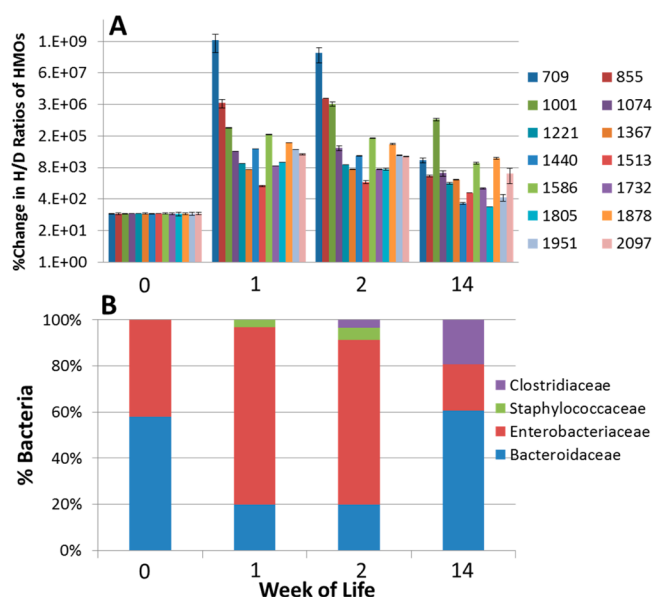 A
%Change in H/D Ratios of HMOs
1.E+09
6.E+07
3.E+06
2.E+05
8.E+03
4.E+02
2.E+01
1.E+00
0 1 2 14
709 855
1001 1074
1221 1367
1440 1513
1586 1732
1805 1878
1951 2097
B
% Bacteria
100%
80%
60%
40%
20%
0%
0 1 2 14
Week of Life
Clostridiaceae
Staphylococcaceae
Enterobacteriaceae
Bacteroidaceae